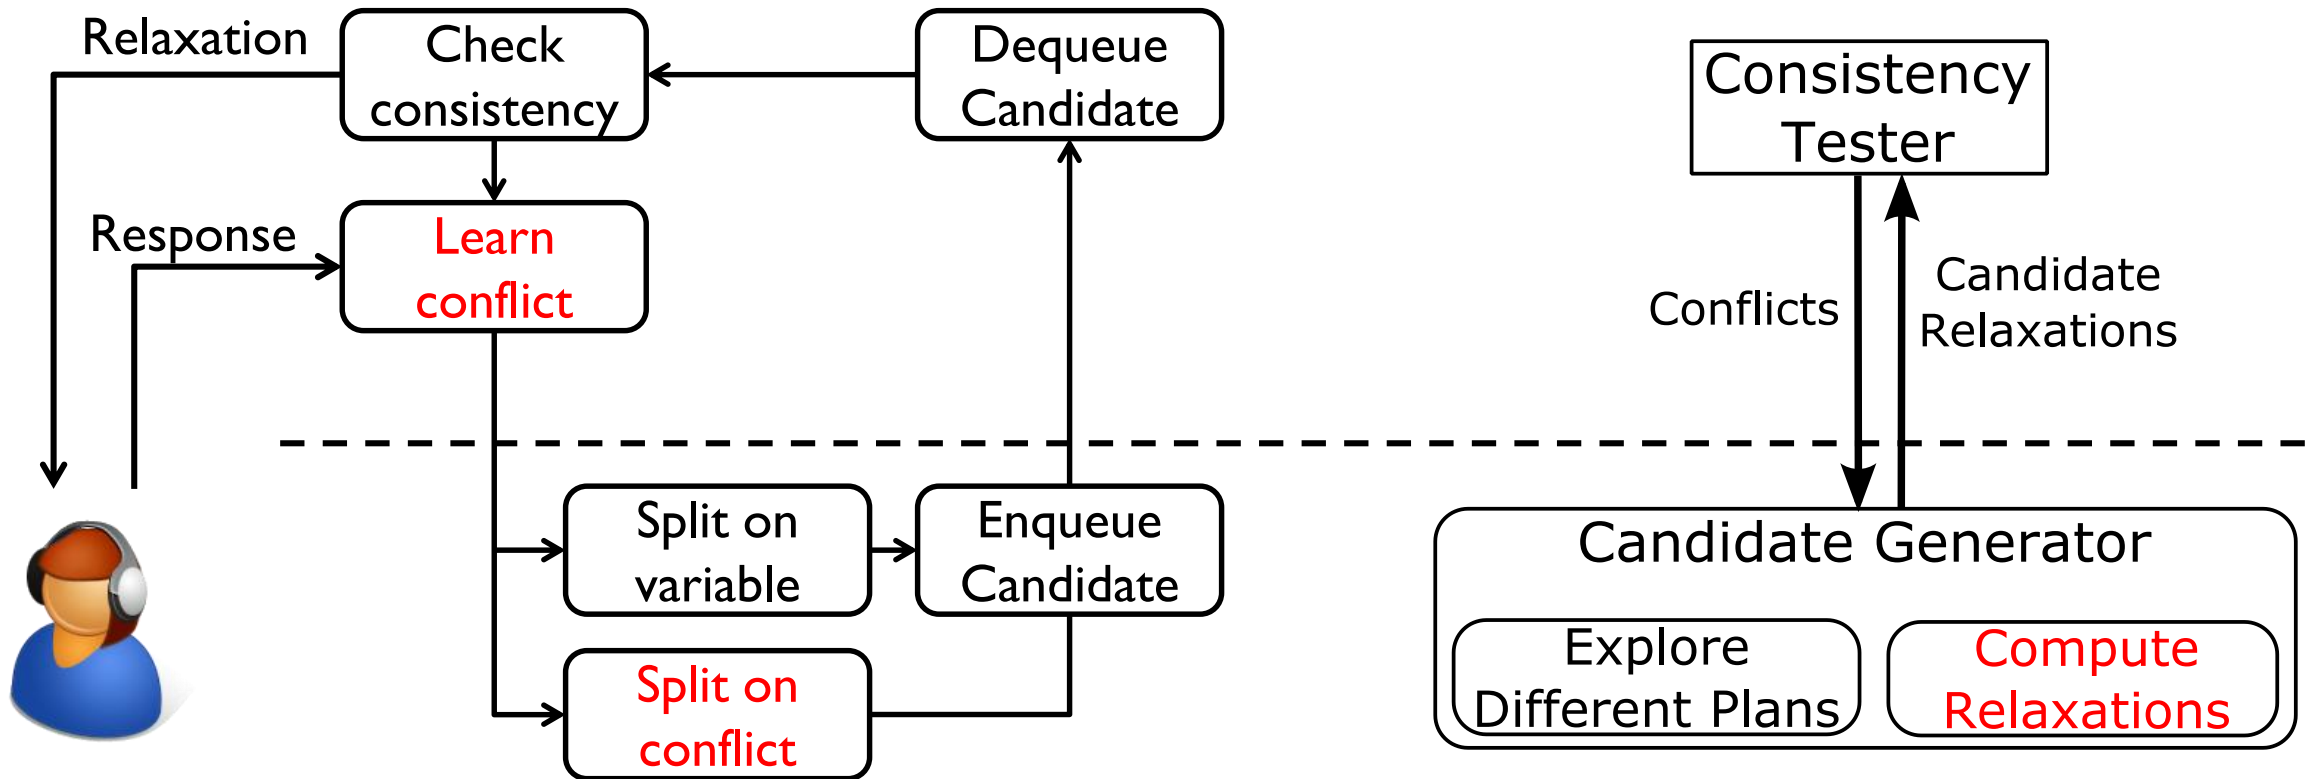 Relaxation
Check
consistency
Dequeue
Candidate
Response
Learn
conflict
Split on
variable
Enqueue
Candidate
Split on
conflict
Consistency
Tester
Conflicts
Candidate
Relaxations
Candidate Generator
Explore
Different Plans
Compute
Relaxations